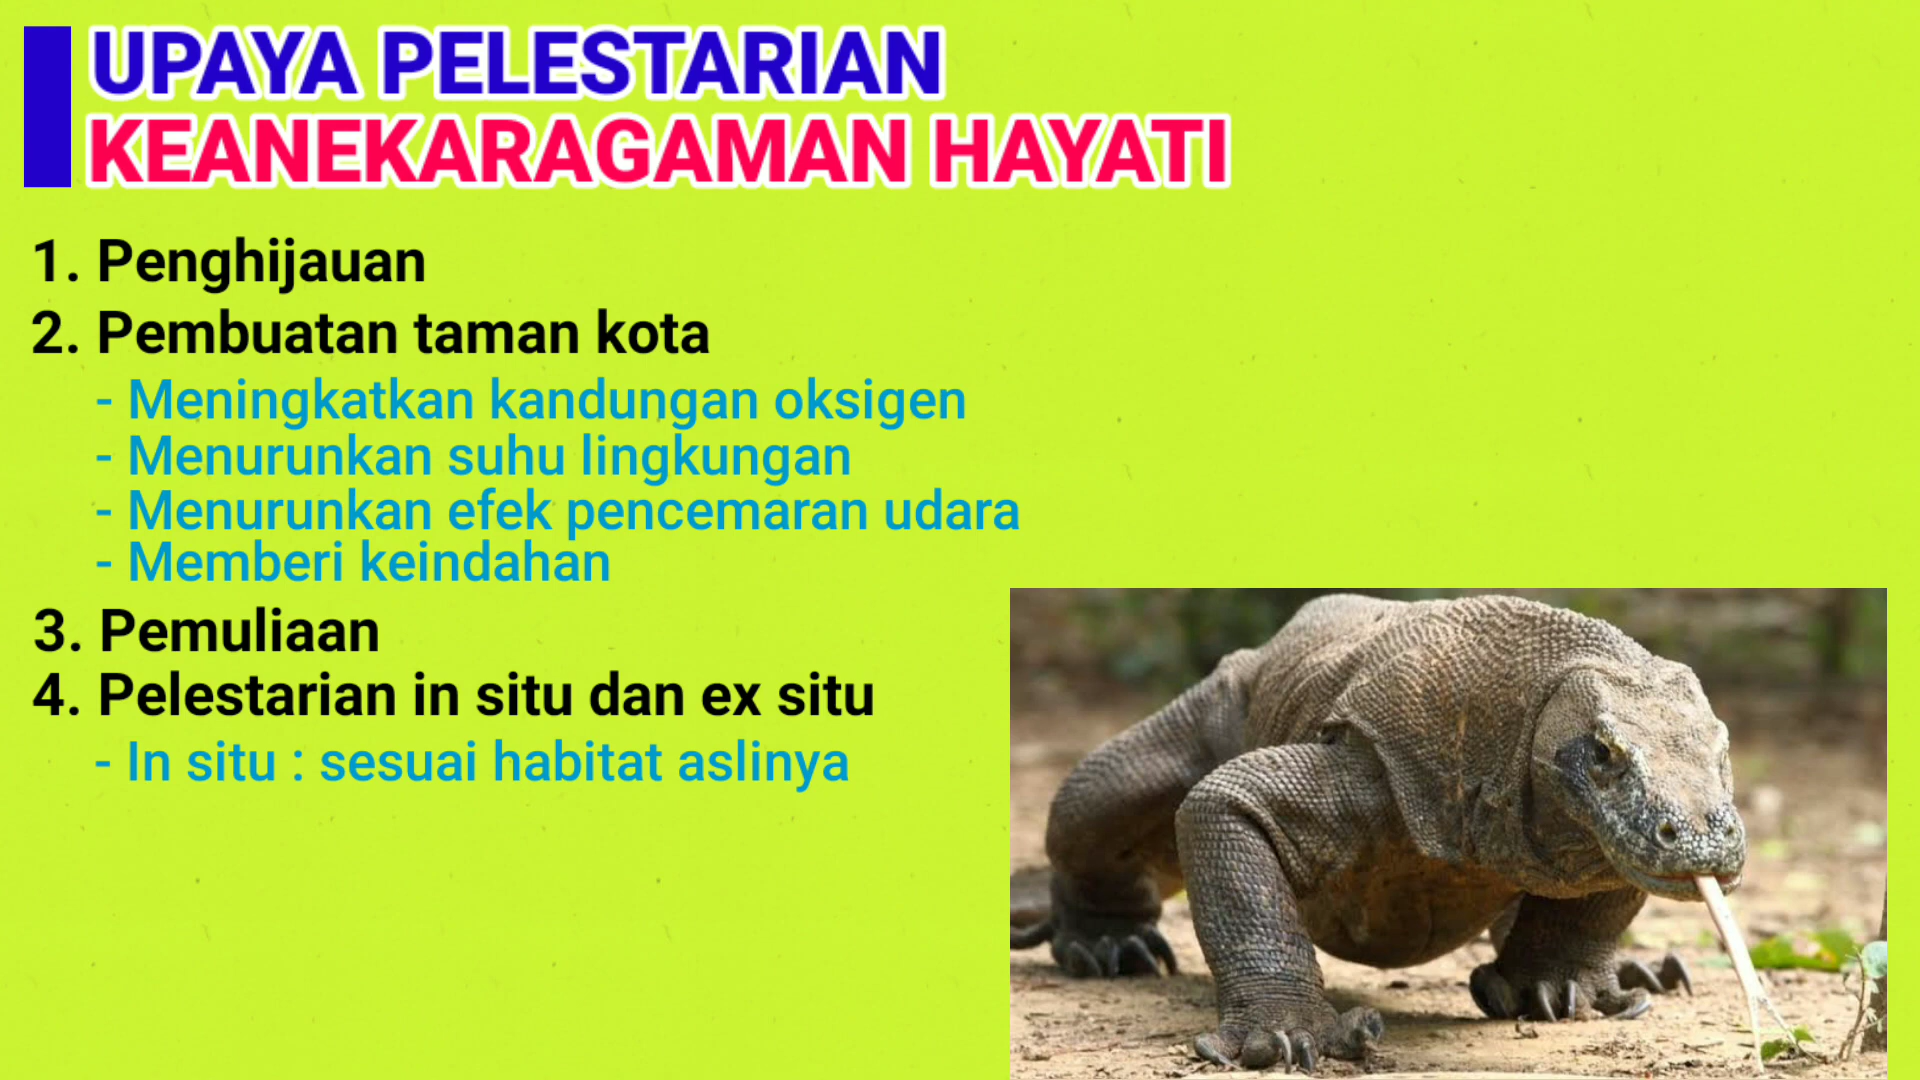 UPAYA PELESTARIAN
KEANEKARAGAMAN HAYATI
1. Penghijauan
2. Pembuatan taman kota
- Meningkatkan kandungan oksigen
- Menurunkan suhu lingkungan
- Menurunkan efek pencemaran udara
- Memberi keindahan
3. Pemuliaan
4. Pelestarian in situ dan ex situ
- In situ : sesuai habitat aslinya